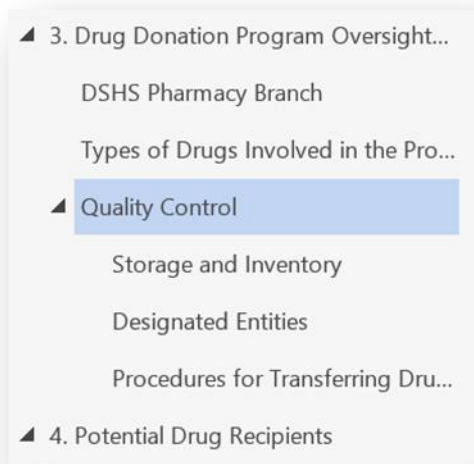 3. Drug Donation Program Oversight...
DSHS Pharmacy Branch
Types of Drugs Involved in the Pro...
Quality Control
Storage and Inventory
Designated Entities
Procedures for Transferring Dru...
4. Potential Drug Recipients